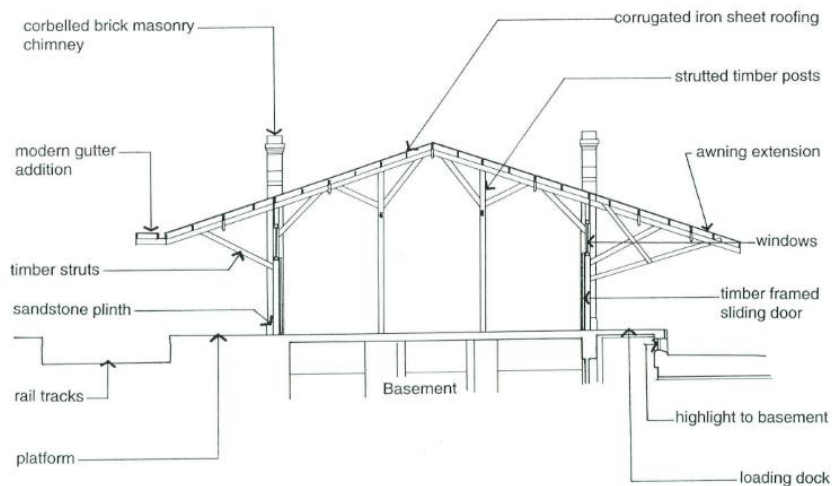 corbelled brick masonry
chimney
corrugated iron sheet roofing
strutted timber posts
modern gutter
addition
awning extension
windows
timber struts
timber framed
sliding door
sandstone plinth
Basement
rail tracks
highlight to basement
platform
loading dock